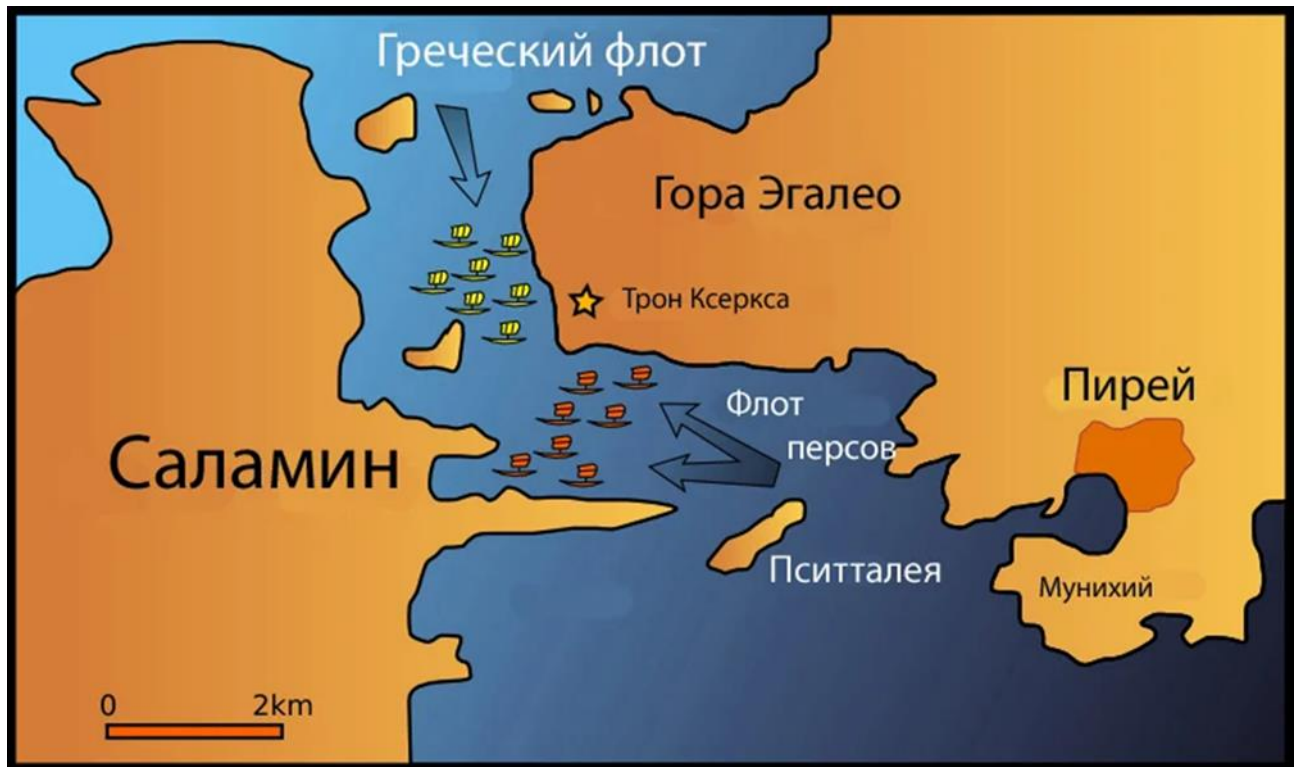 Греческий флот
Гора Эгалео
Трон Ксеркса
Пирей
Флот
персов
Саламин
Пситталея
Мунихий
0 2km